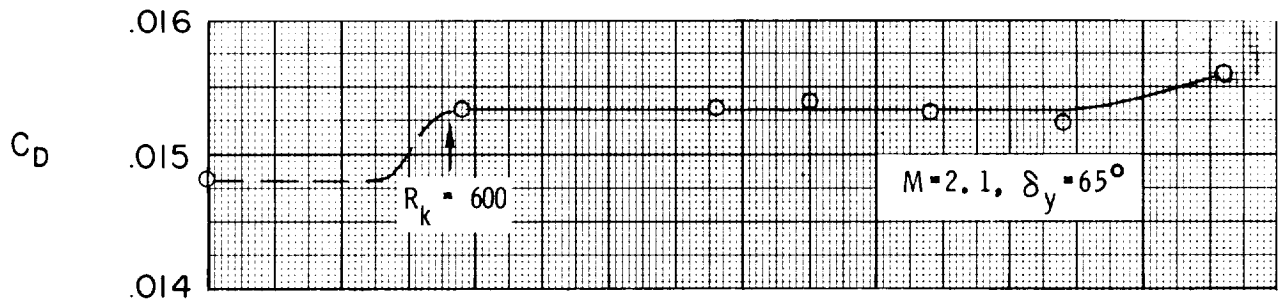 .016
C_D
.015
.014
R_k = 600
M=2.1, δ_y=65°